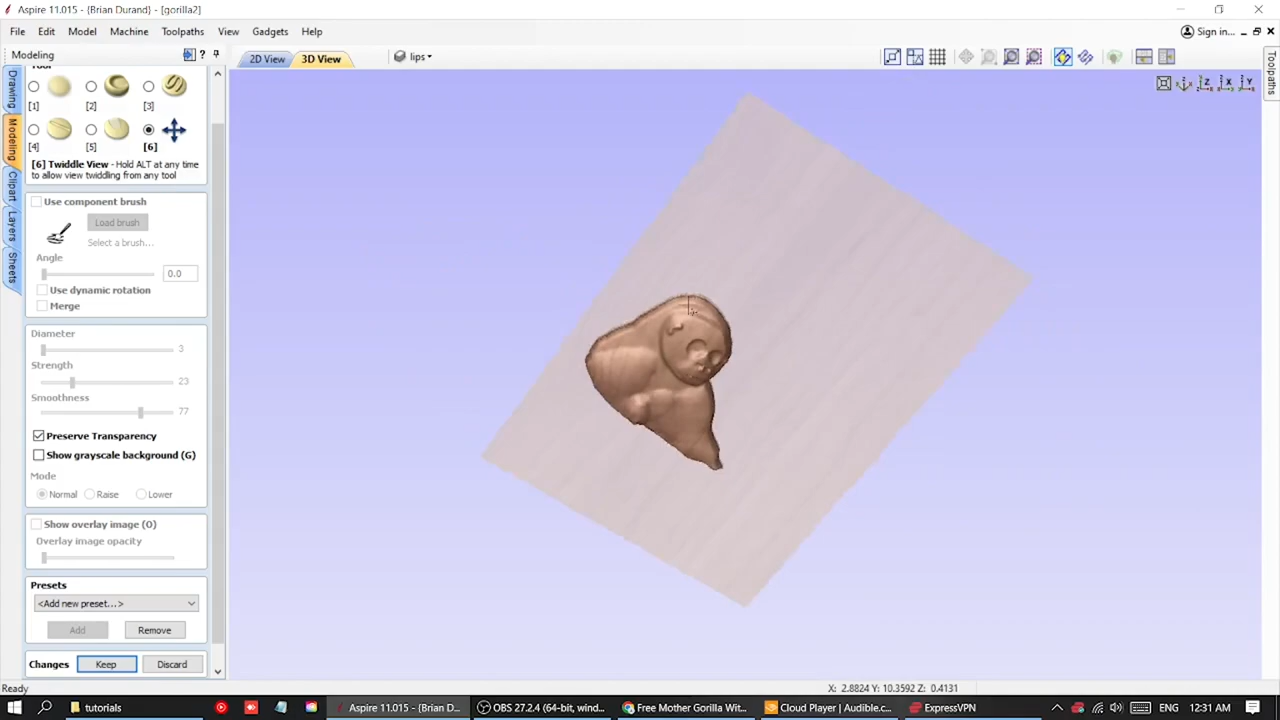 Aspire 11.015 - {Brian Durand} - [gorilla2]
File Edit Model Machine Toolpaths View Gadgets Help
Sign in...
Modeling
2D View 3D View lips
[1] [2] [3]
[4] [5] [6]
[6] Twiddle View - Hold ALT at any time
to allow view twiddling from any tool
Use component brush
Load brush
Select a brush...
Angle
0.0
Use dynamic rotation
Merge
Diameter
3
Strength
23
Smoothness
77
Preserve Transparency
Show grayscale background (G)
Mode
Normal Raise Lower
Show overlay image (O)
Overlay image opacity
Presets
<Add new preset...>
Add Remove
Changes Keep Discard
Drawing
Modeling
Clipart
Layers
Sheets
Toolpaths
Z X Y
Ready
X: 2.8824 Y: 10.3592 Z: 0.4131
tutorials
Aspire 11.015 - {Brian D...
OBS 27.2.4 (64-bit, wind...
Free Mother Gorilla Wit...
Cloud Player | Audible.c...
ExpressVPN
ENG 12:31 AM